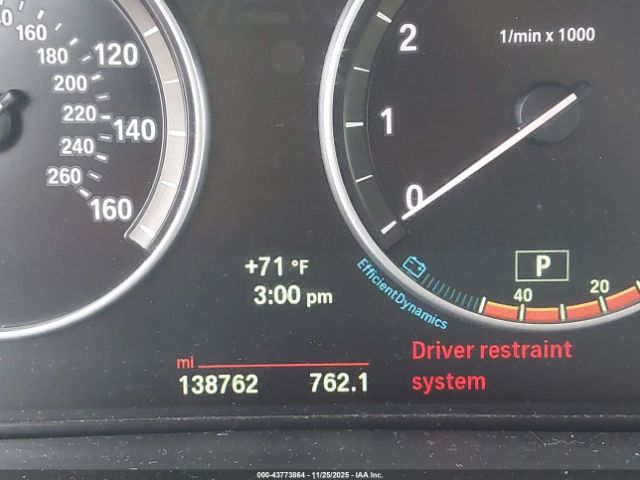 160
180
200
220
240
260
120
140
160
2
1
0
1/min x 1000
+71 °F
3:00 pm
EfficientDynamics
P
40
20
mi
138762 762.1
Driver restraint
system
000-43773864 - 11/25/2025 - IAA Inc.